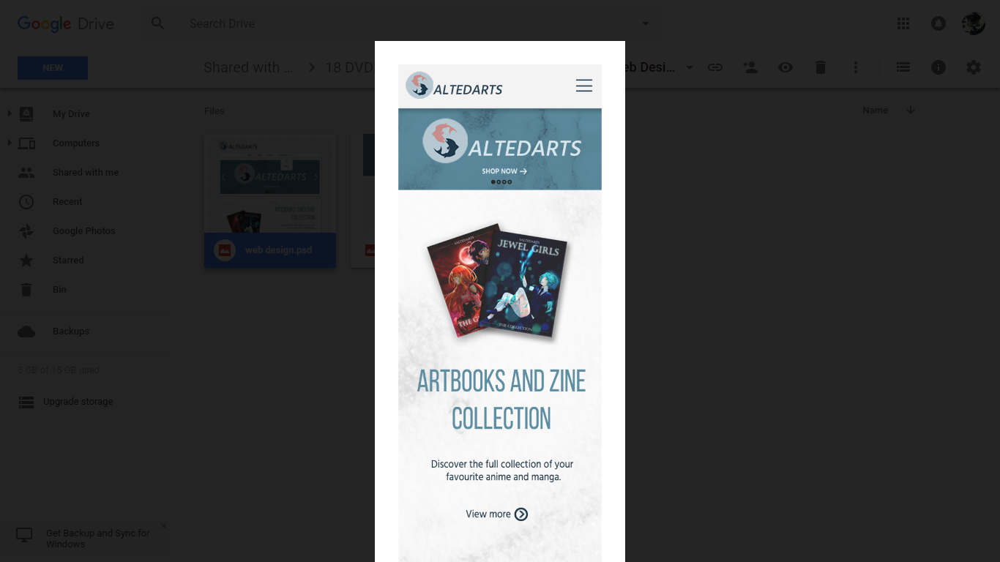 Google Drive
Search Drive
NEW
Shared with ...
18 DVD
eb Desi...
My Drive
Computers
Shared with me
Recent
Google Photos
Starred
Bin
Backups
5 GB of 15 GB used
Upgrade storage
Get Backup and Sync for
Windows
Files
Name
ALTEDARTS
ALTEDARTS
ARTBOOKS AND ZINE
COLLECTION
web design.psd
ALTEDARTS
ALTEDARTS
SHOP NOW
SALTEDARTS
THE G
SALTEDARTS
JEWEL GIRLS
THE COLLECTION
ARTBOOKS AND ZINE
COLLECTION
Discover the full collection of your
favourite anime and manga.
View more